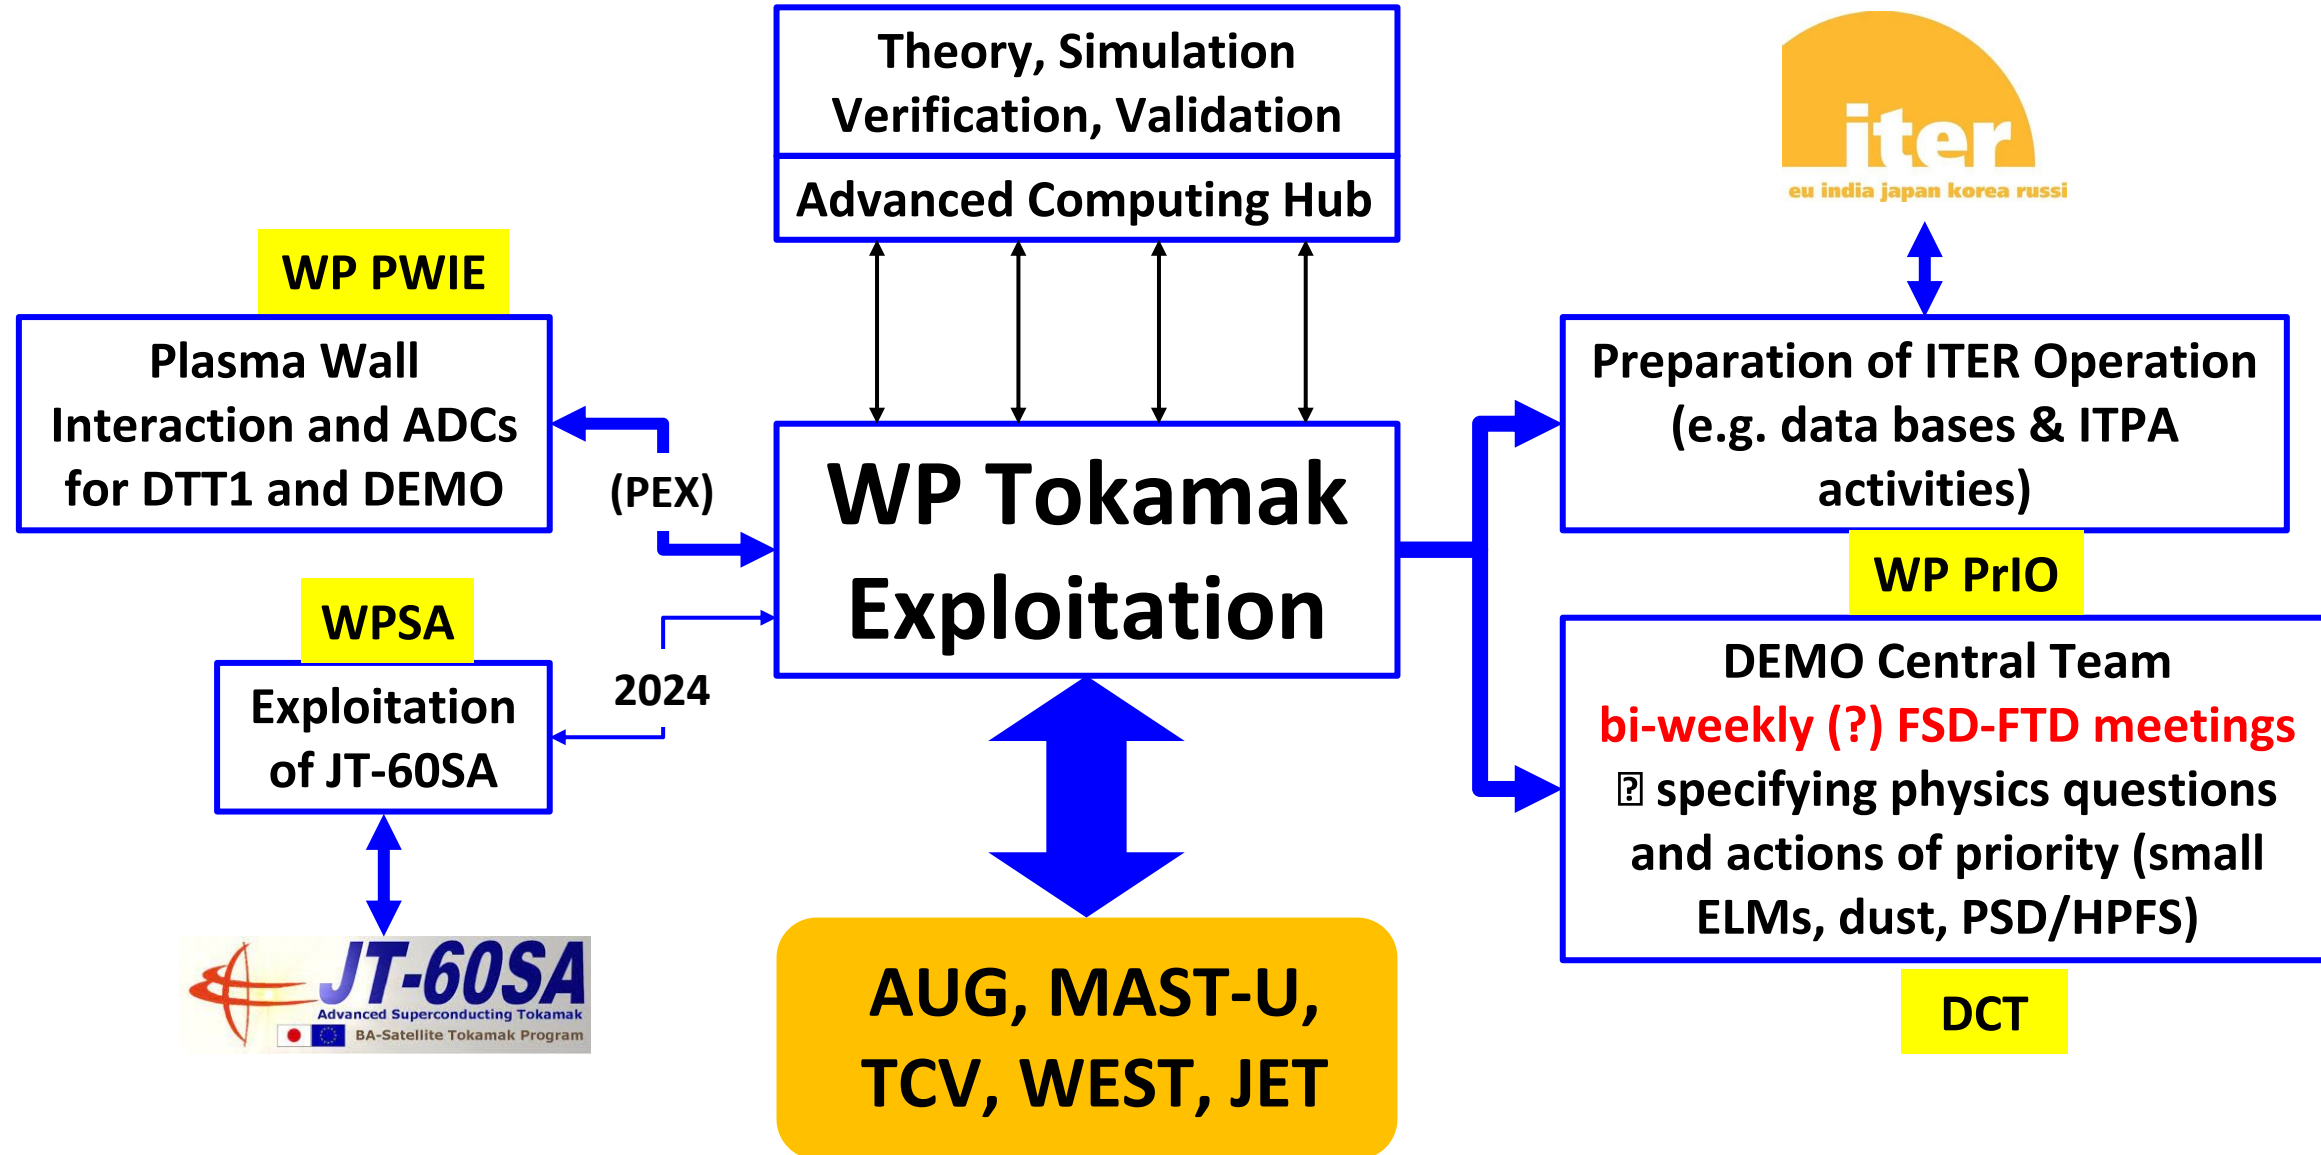 Theory, Simulation
Verification, Validation
Advanced Computing Hub
iter
eu india japan korea russi
WP PWIE
Plasma Wall
Interaction and ADCs
for DTT1 and DEMO
(PEX)
WP Tokamak
Exploitation
Preparation of ITER Operation
(e.g. data bases & ITPA
activities)
WP PrIO
WPSA
Exploitation
of JT-60SA
2024
DEMO Central Team
bi-weekly (?) FSD-FTD meetings
⍰ specifying physics questions
and actions of priority (small
ELMs, dust, PSD/HPFS)
DCT
JT-60SA
Advanced Superconducting Tokamak
BA-Satellite Tokamak Program
AUG, MAST-U,
TCV, WEST, JET